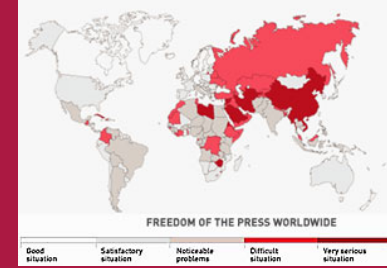 FREEDOM OF THE PRESS WORLDWIDE
Good situation
Satisfactory situation
Noticeable problems
Difficult situation
Very serious situation